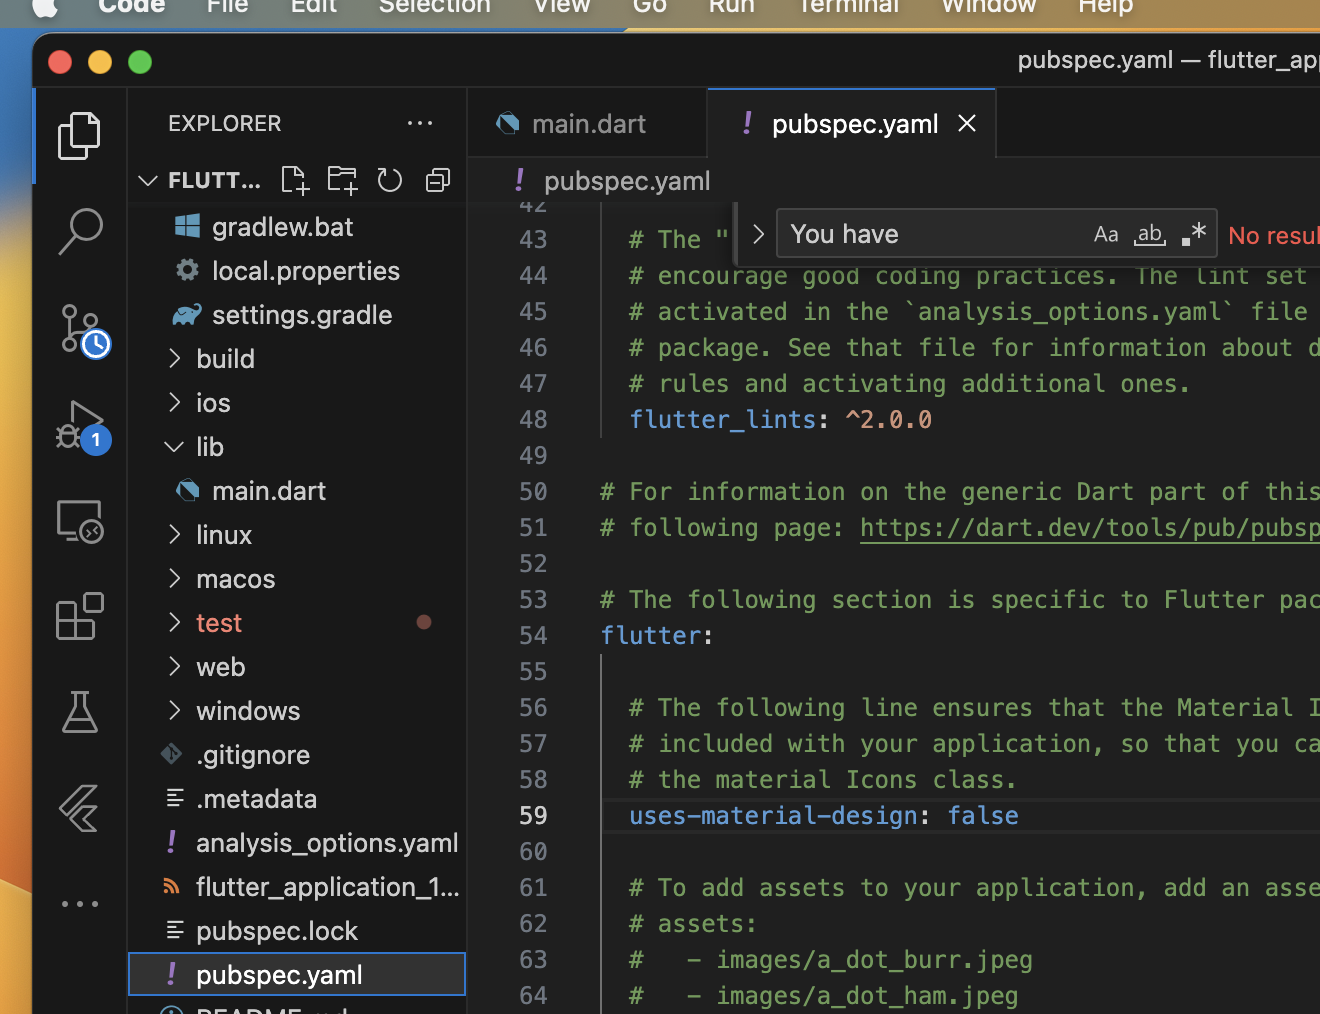 Code File Edit Selection View Go Run Terminal Window Help
pubspec.yaml — flutter_ap
EXPLORER
FLUTT...
gradlew.bat
local.properties
settings.gradle
build
ios
lib
main.dart
linux
macos
test
web
windows
.gitignore
.metadata
analysis_options.yaml
flutter_application_1...
pubspec.lock
pubspec.yaml
README.md
1
main.dart
! pubspec.yaml
! pubspec.yaml
You have Aa ab .* No resul
42
43 # The "
44 # encourage good coding practices. The lint set
45 # activated in the `analysis_options.yaml` file
46 # package. See that file for information about d
47 # rules and activating additional ones.
48 flutter_lints: ^2.0.0
49
50 # For information on the generic Dart part of this
51 # following page: https://dart.dev/tools/pub/pubsp
52
53 # The following section is specific to Flutter pac
54 flutter:
55
56 # The following line ensures that the Material I
57 # included with your application, so that you ca
58 # the material Icons class.
59 uses-material-design: false
60
61 # To add assets to your application, add an asse
62 # assets:
63 #   - images/a_dot_burr.jpeg
64 #   - images/a_dot_ham.jpeg